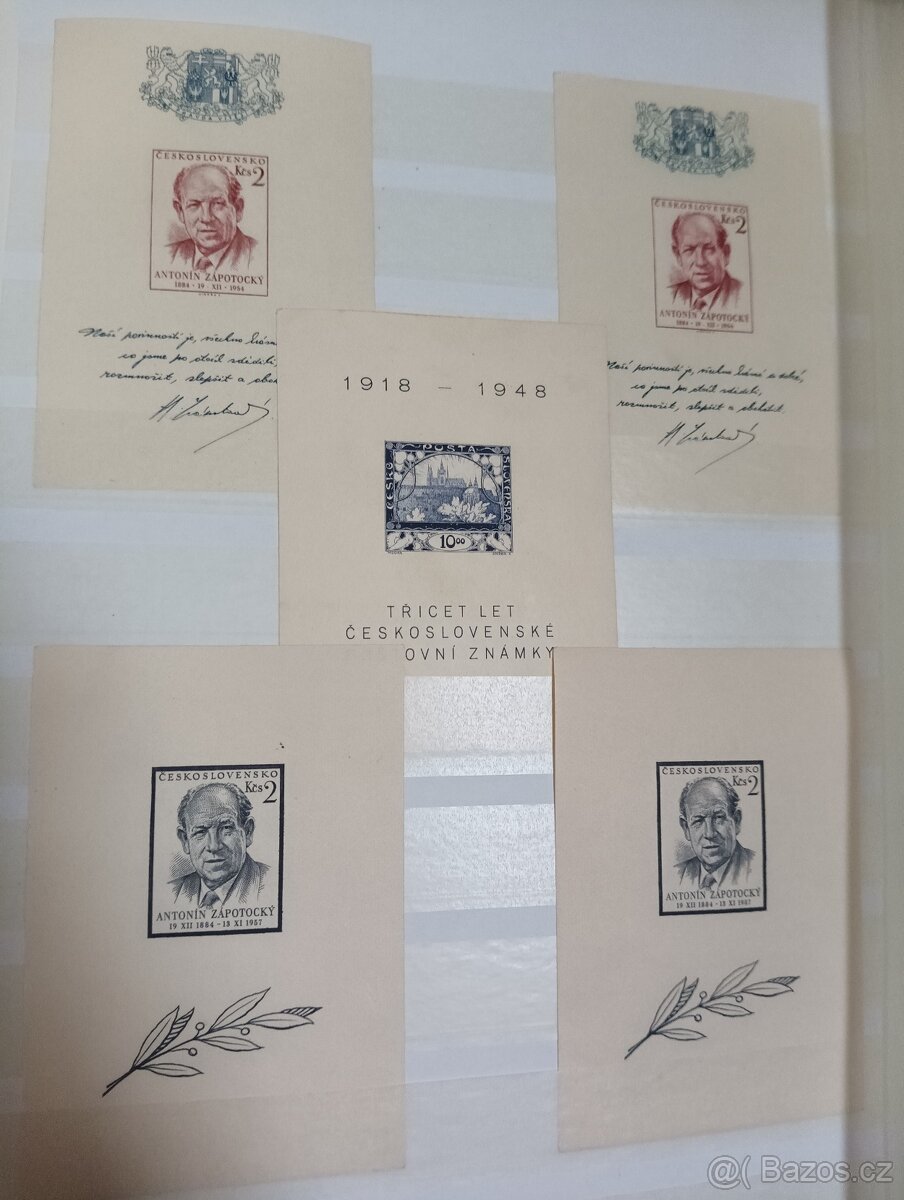 ČESKOSLOVENSKO
Kčs 2
ANTONÍN ZÁPOTOCKÝ
1884 · 19 XII · 1954
Naší povinností je, všechno
co jsme po otcích zdědili,
rozmnožit, zlepšit a
ČESKOSLOVENSKO
Kčs 2
ANTONÍN ZÁPOTOCKÝ
1884 · 19 XII · 1954
Naší povinností je, všechno krásné a dobré,
co jsme po otcích zdědili,
rozmnožit, zlepšit a obohatit.
1918 – 1948
POŠTA
ČESKO
SLOVENSKÁ
10 00
TŘICET LET
ČESKOSLOVENSKÉ
OVNÍ ZNÁMKY
ČESKOSLOVENSKO
Kčs 2
ANTONÍN ZÁPOTOCKÝ
19 XII 1884 - 13 XI 1957
ČESKOSLOVENSKO
Kčs 2
ANTONÍN ZÁPOTOCKÝ
19 XII 1884 - 13 XI 1957
@( Bazos.cz